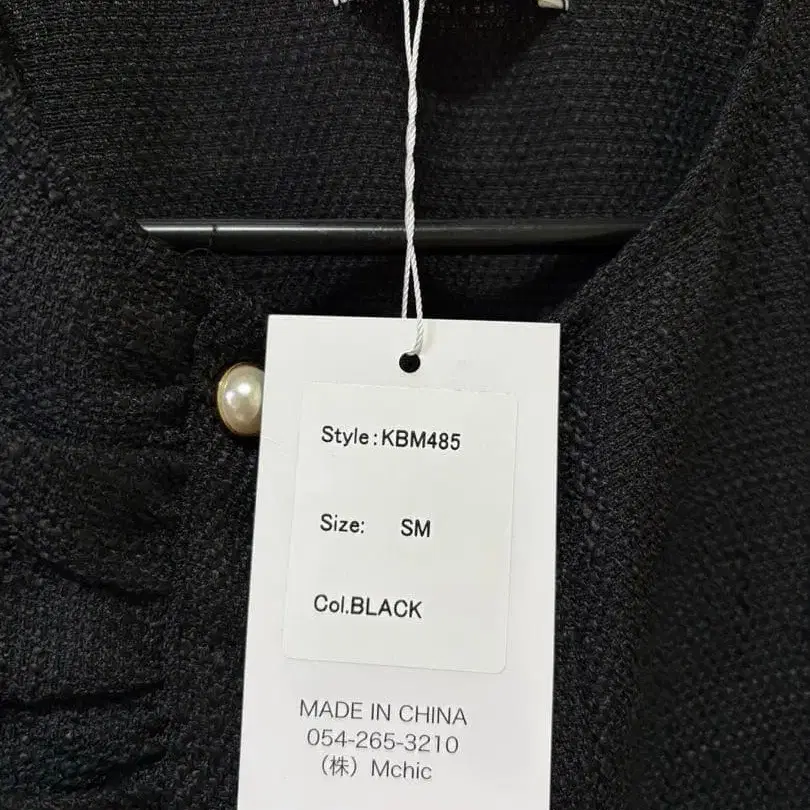 Style:KBM485
Size: SM
Col.BLACK
MADE IN CHINA
054-265-3210
（株）Mchic